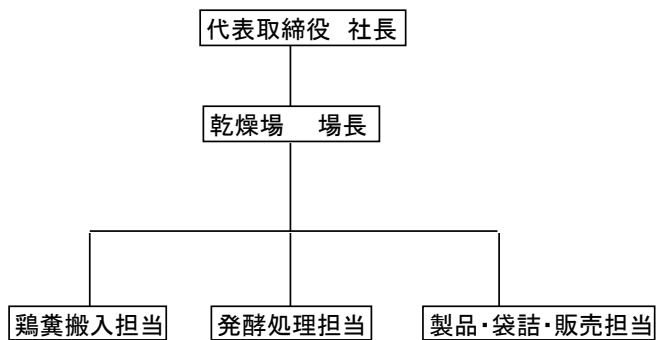 代表取締役　社長
乾燥場　場長
鶏糞搬入担当
発酵処理担当
製品・袋詰・販売担当